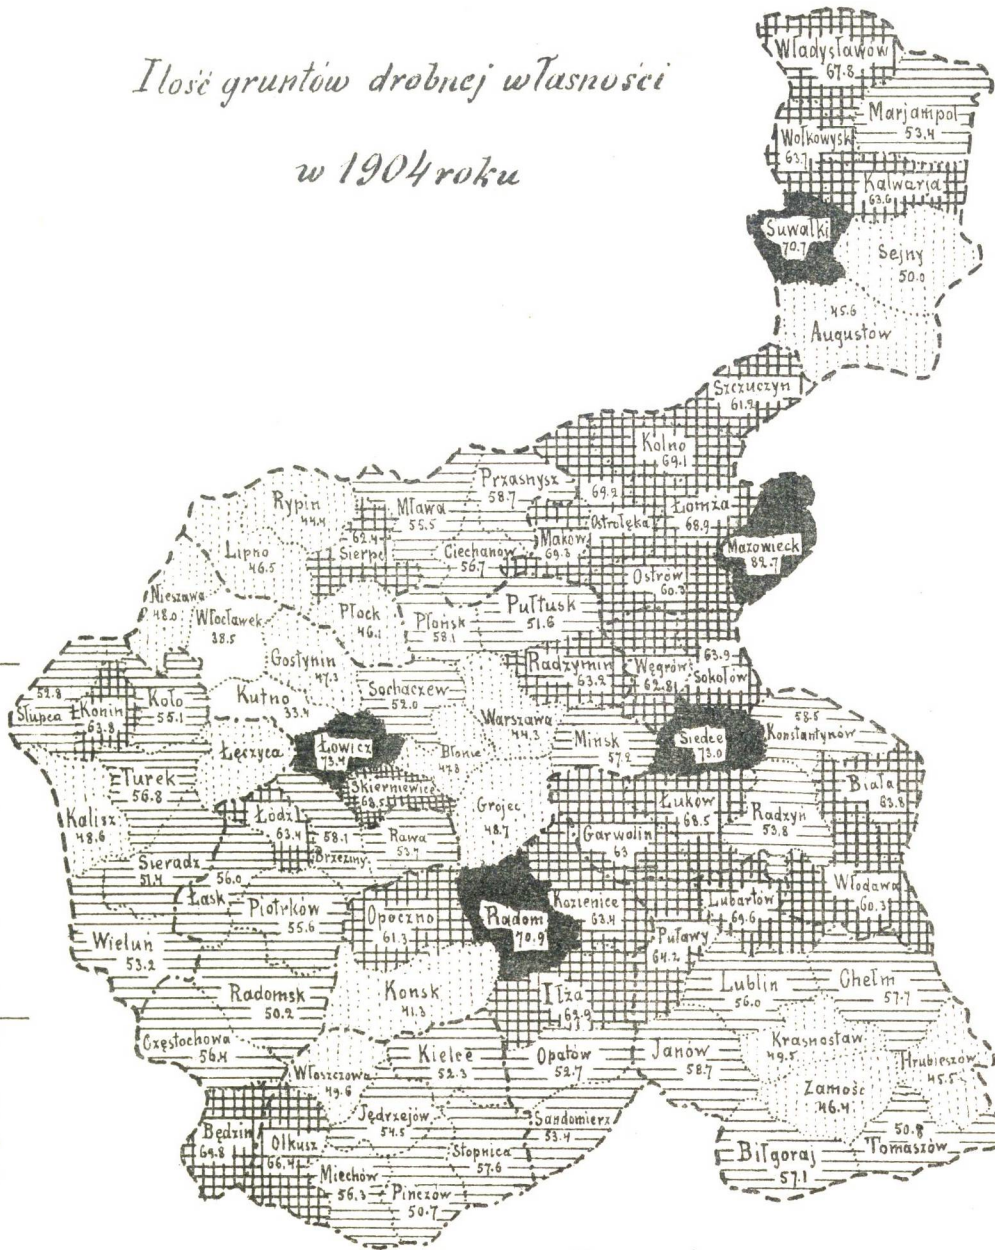 Ilość gruntów drobnej własności
w 1904 roku
Władysławów
67.8
Marjampol
53.4
Wołkowysk
63.7
Kalwarja
63.6
Suwałki
70.7
Sejny
50.0
45.6
Augustów
Szczuczyn
61.2
Kolno
69.1
Przasnysz
58.7
69.2
Ostrołęka
Łomża
68.9
Mazowieck
82.7
Rypin
44.4
Mława
55.5
62.4
Sierpc
Ciechanów
56.7
Maków
69.3
Lipno
46.5
Ostrów
60.3
Nieszawa
48.0
Włocławek
38.5
Płock
46.1
Płońsk
58.1
Pułtusk
51.6
Gostynin
47.3
Radzymin
63.2
Węgrów
62.8
63.9
Sokołów
52.8
Słupca
Konin
63.8
Koło
55.1
Kutno
33.4
Sochaczew
52.0
Warszawa
44.3
Mińsk
57.2
Siedlce
73.0
58.5
Konstantynów
Łęczyca
Łowicz
73.4
Błonie
47.8
Turek
56.8
Skierniewice
68.5
Biała
63.8
Kalisz
48.6
Łódź
63.4
58.1
Brzeziny
Rawa
53.7
Grójec
48.7
Garwolin
63
Łuków
68.5
Radzyn
53.8
Sieradz
51.4
56.0
Łask
Piotrków
55.6
Opoczno
61.3
Radom
70.9
Kozienice
63.4
Lubartów
69.6
Włodawa
60.3
Wieluń
53.2
Puławy
64.2
Radomsk
50.2
Konsk
41.3
Iłża
62.9
Lublin
56.0
Chełm
57.7
Częstochowa
56.4
Włoszczowa
49.6
Kielce
52.3
Opatów
52.7
Janów
58.7
Krasnostaw
49.5
Hrubieszów
45.5
Zamość
46.4
Będzin
69.8
Olkusz
66.4
Jędrzejów
54.5
Sandomierz
53.4
Stopnica
57.6
Miechów
56.3
Pinczów
50.7
Biłgoraj
57.1
50.8
Tomaszów